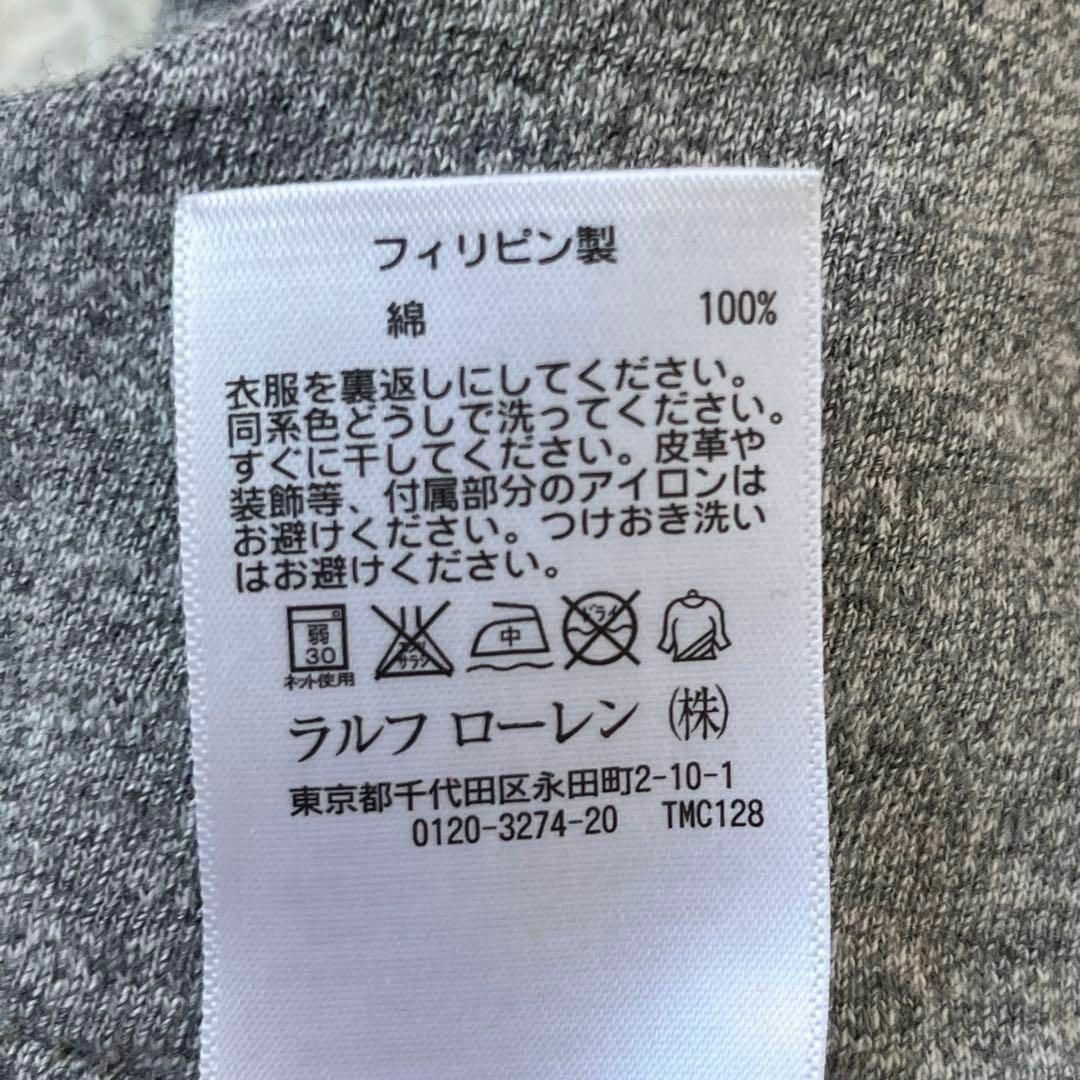 フィリピン製
綿 100%
衣服を裏返しにしてください。
同系色どうしで洗ってください。
すぐに干してください。皮革や
装飾等、付属部分のアイロンは
お避けください。つけおき洗い
はお避けください。
弱
30
ネット使用
エンソ
サラシ
中
ドライ
ラルフ ローレン (株)
東京都千代田区永田町2-10-1
0120-3274-20 TMC128